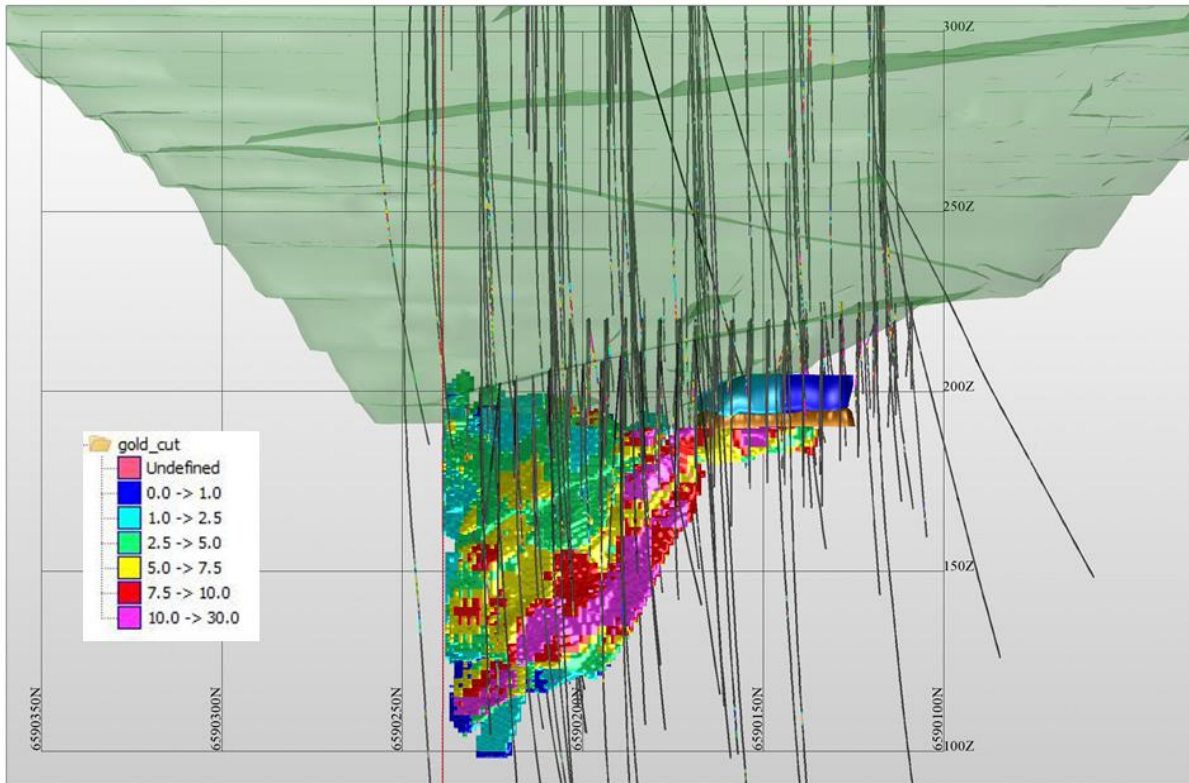 300Z
250Z
200Z
gold_cut
Undefined
0.0 -> 1.0
1.0 -> 2.5
2.5 -> 5.0
5.0 -> 7.5
7.5 -> 10.0
10.0 -> 30.0
150Z
6590350N
6590300N
6590250N
6590200N
6590150N
6590100N
100Z